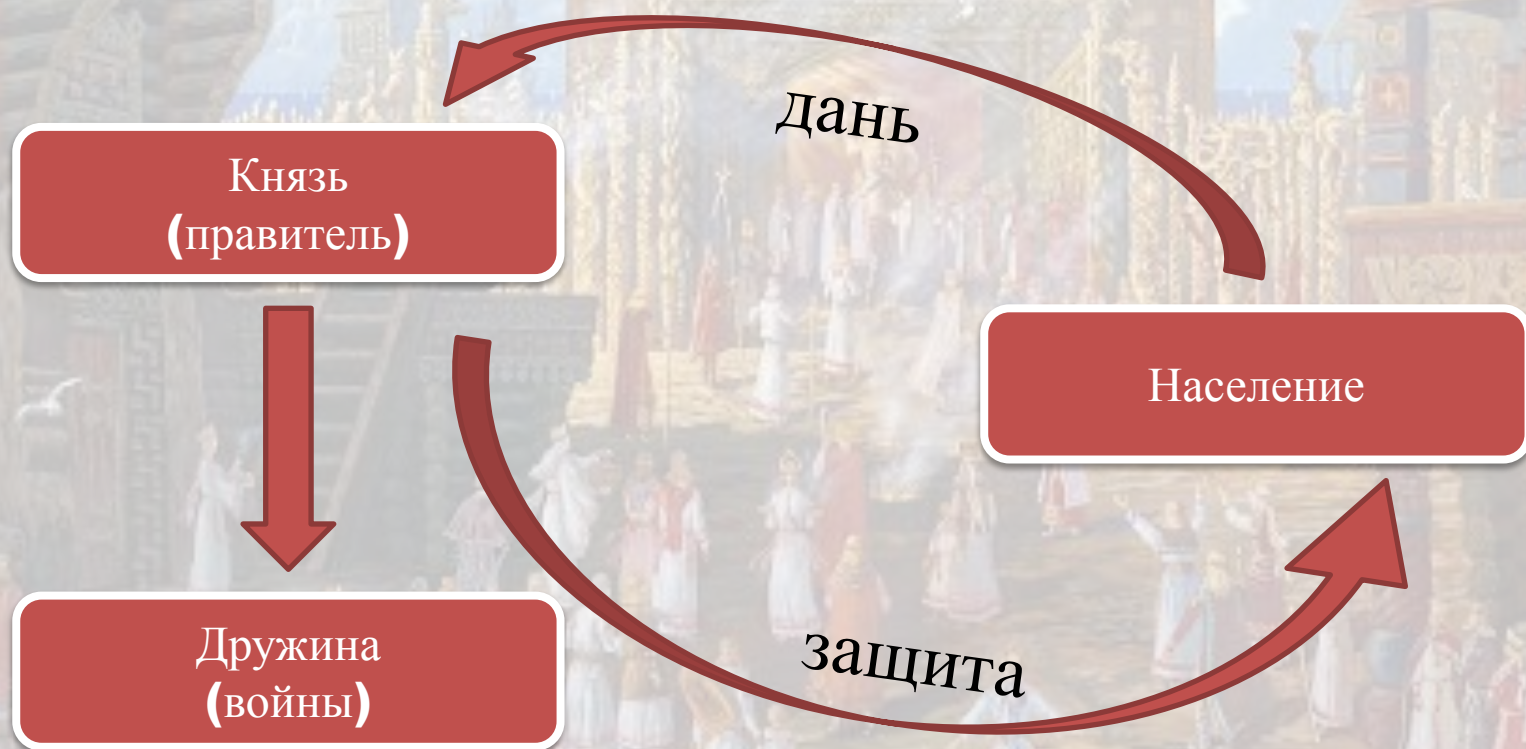 дань
Князь
(правитель)
Население
Дружина
(войны)
защита